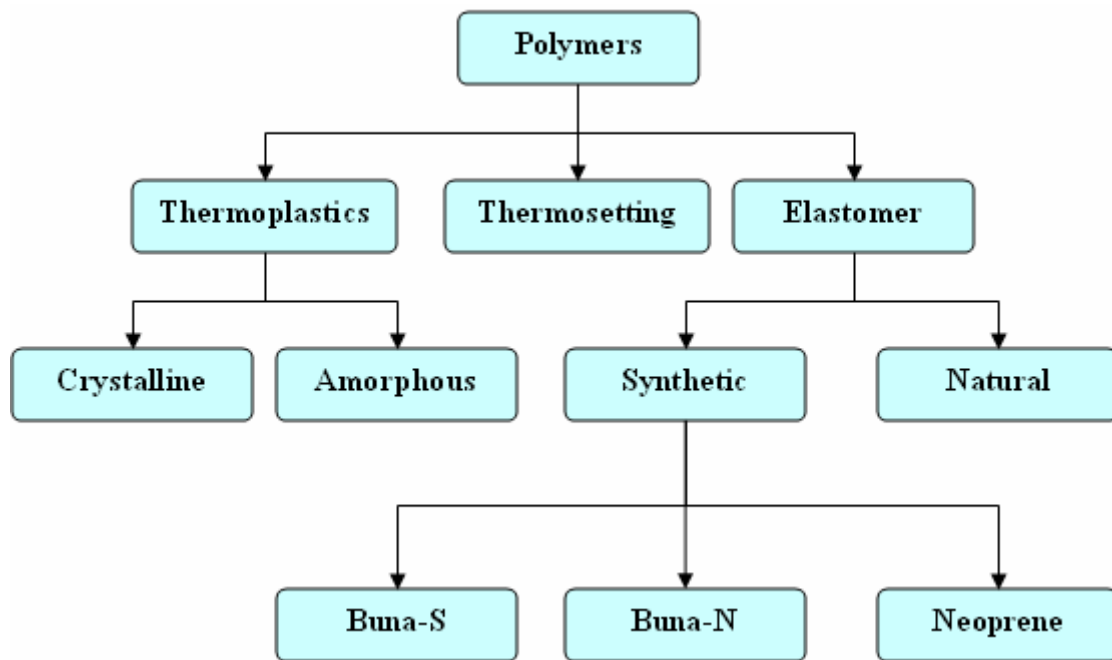 Polymers
Thermoplastics
Thermosetting
Elastomer
Crystalline
Amorphous
Synthetic
Natural
Buna-S
Buna-N
Neoprene